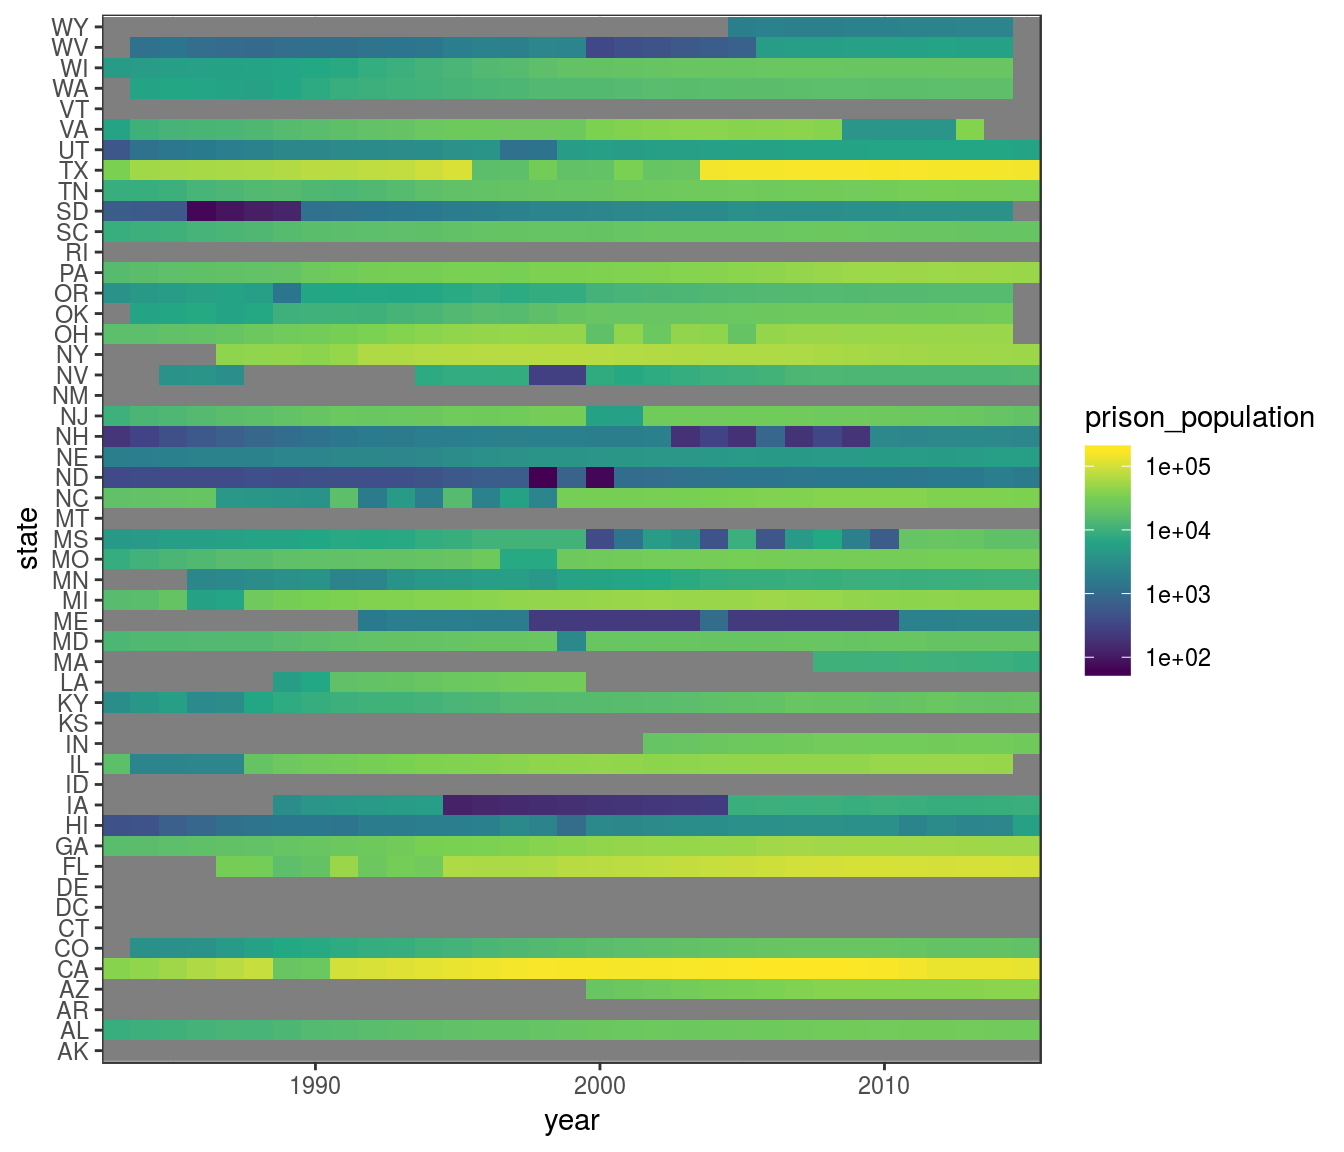 WY
WV
WI
WA
VT
VA
UT
TX
TN
SD
SC
RI
PA
OR
OK
OH
NY
NV
NM
NJ
NH
NE
ND
NC
MT
MS
MO
MN
MI
ME
MD
MA
LA
KY
KS
IN
IL
ID
IA
HI
GA
FL
DE
DC
CT
CO
CA
AZ
AR
AL
AK
state
1990 2000 2010
year
prison_population
1e+05
1e+04
1e+03
1e+02